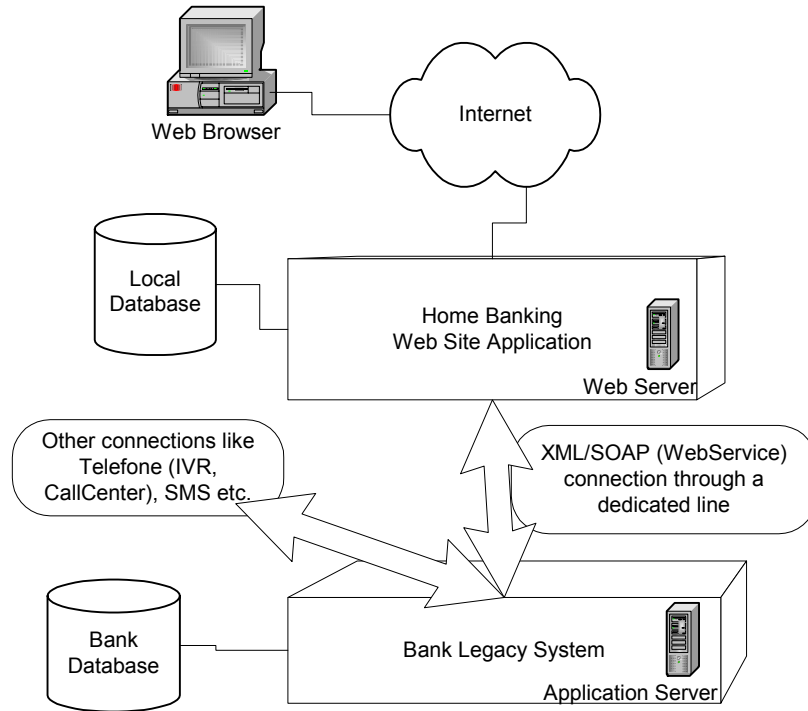 Web Browser
Internet
Local
Database
Home Banking
Web Site Application
Web Server
Other connections like
Telefone (IVR,
CallCenter), SMS etc.
XML/SOAP (WebService)
connection through a
dedicated line
Bank
Database
Bank Legacy System
Application Server